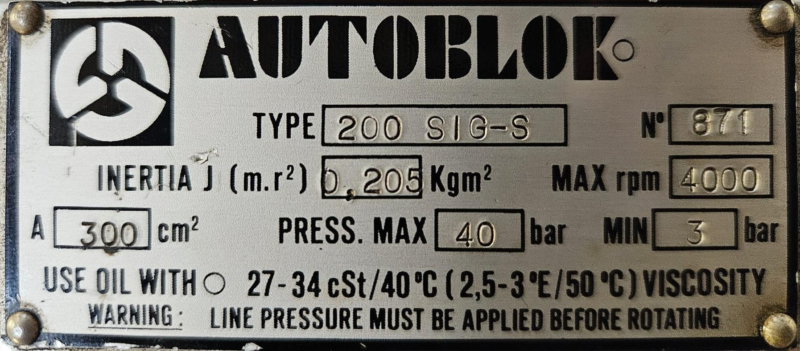 AUTOBLOK
TYPE 200 SIG-S N° 871
INERTIA J (m.r²) 0,205 Kgm² MAX rpm 4000
A 300 cm² PRESS. MAX 40 bar MIN 3 bar
USE OIL WITH 27-34 cSt/40°C (2,5-3°E/50°C) VISCOSITY
WARNING: LINE PRESSURE MUST BE APPLIED BEFORE ROTATING